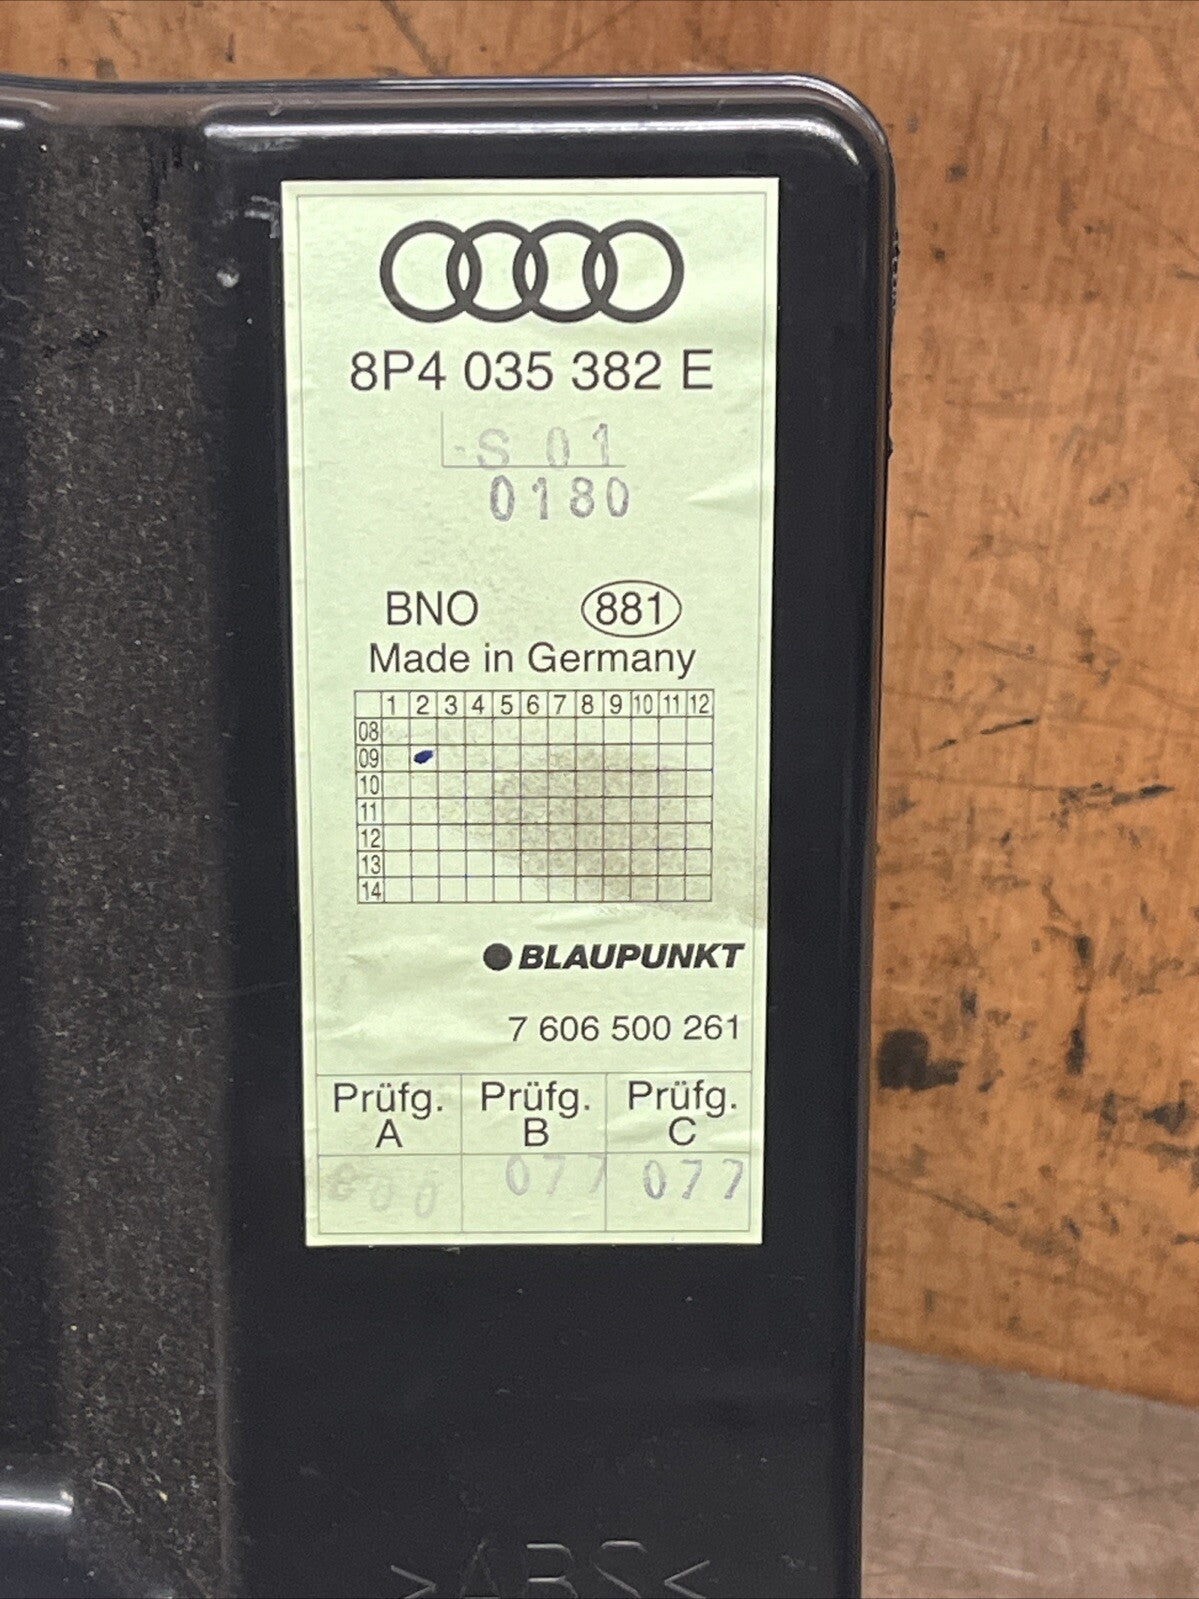 8P4 035 382 E
S 01
0180
BNO 881
Made in Germany
1 2 3 4 5 6 7 8 9 10 11 12
08
09
10
11
12
13
14
BLAUPUNKT
7 606 500 261
Prüfg. A Prüfg. B Prüfg. C
077 077
>ABS<